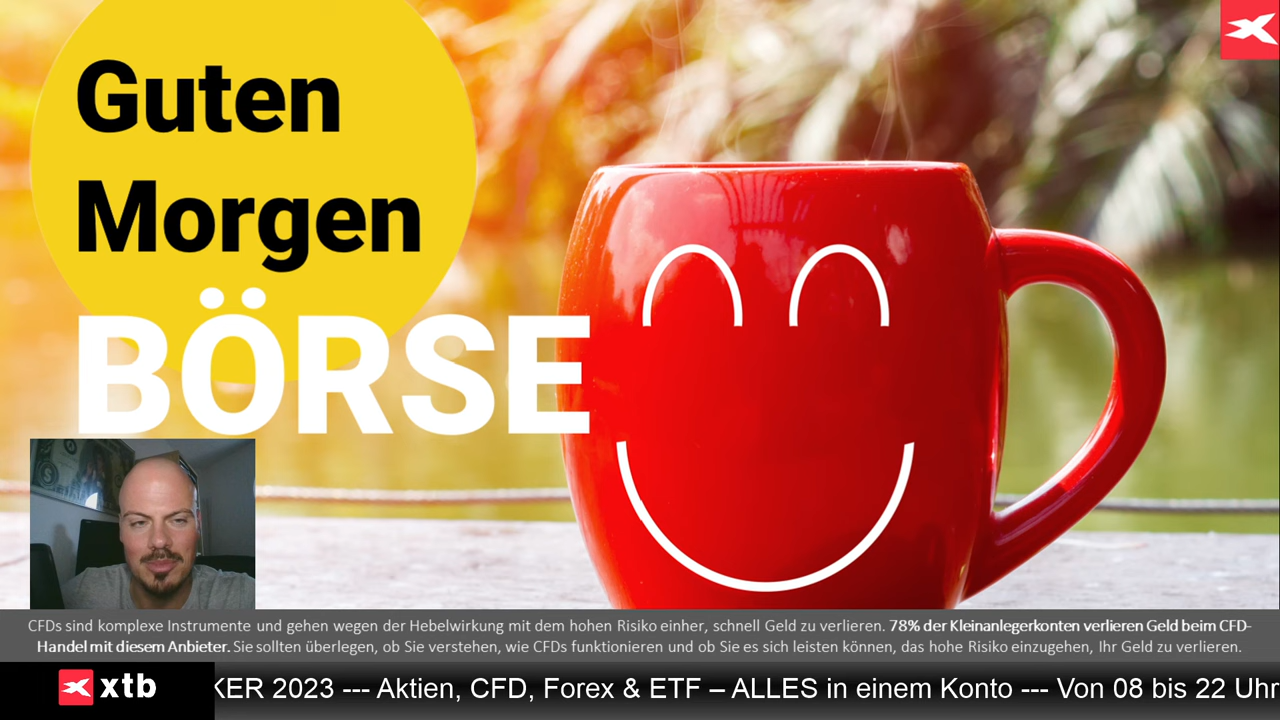 Guten
Morgen
BÖRSE
CFDs sind komplexe Instrumente und gehen wegen der Hebelwirkung mit dem hohen Risiko einher, schnell Geld zu verlieren. 78% der Kleinanlegerkonten verlieren Geld beim CFD-
Handel mit diesem Anbieter. Sie sollten überlegen, ob Sie verstehen, wie CFDs funktionieren und ob Sie es sich leisten können, das hohe Risiko einzugehen, Ihr Geld zu verlieren.
xtb
KER 2023 --- Aktien, CFD, Forex & ETF – ALLES in einem Konto --- Von 08 bis 22 Uhr